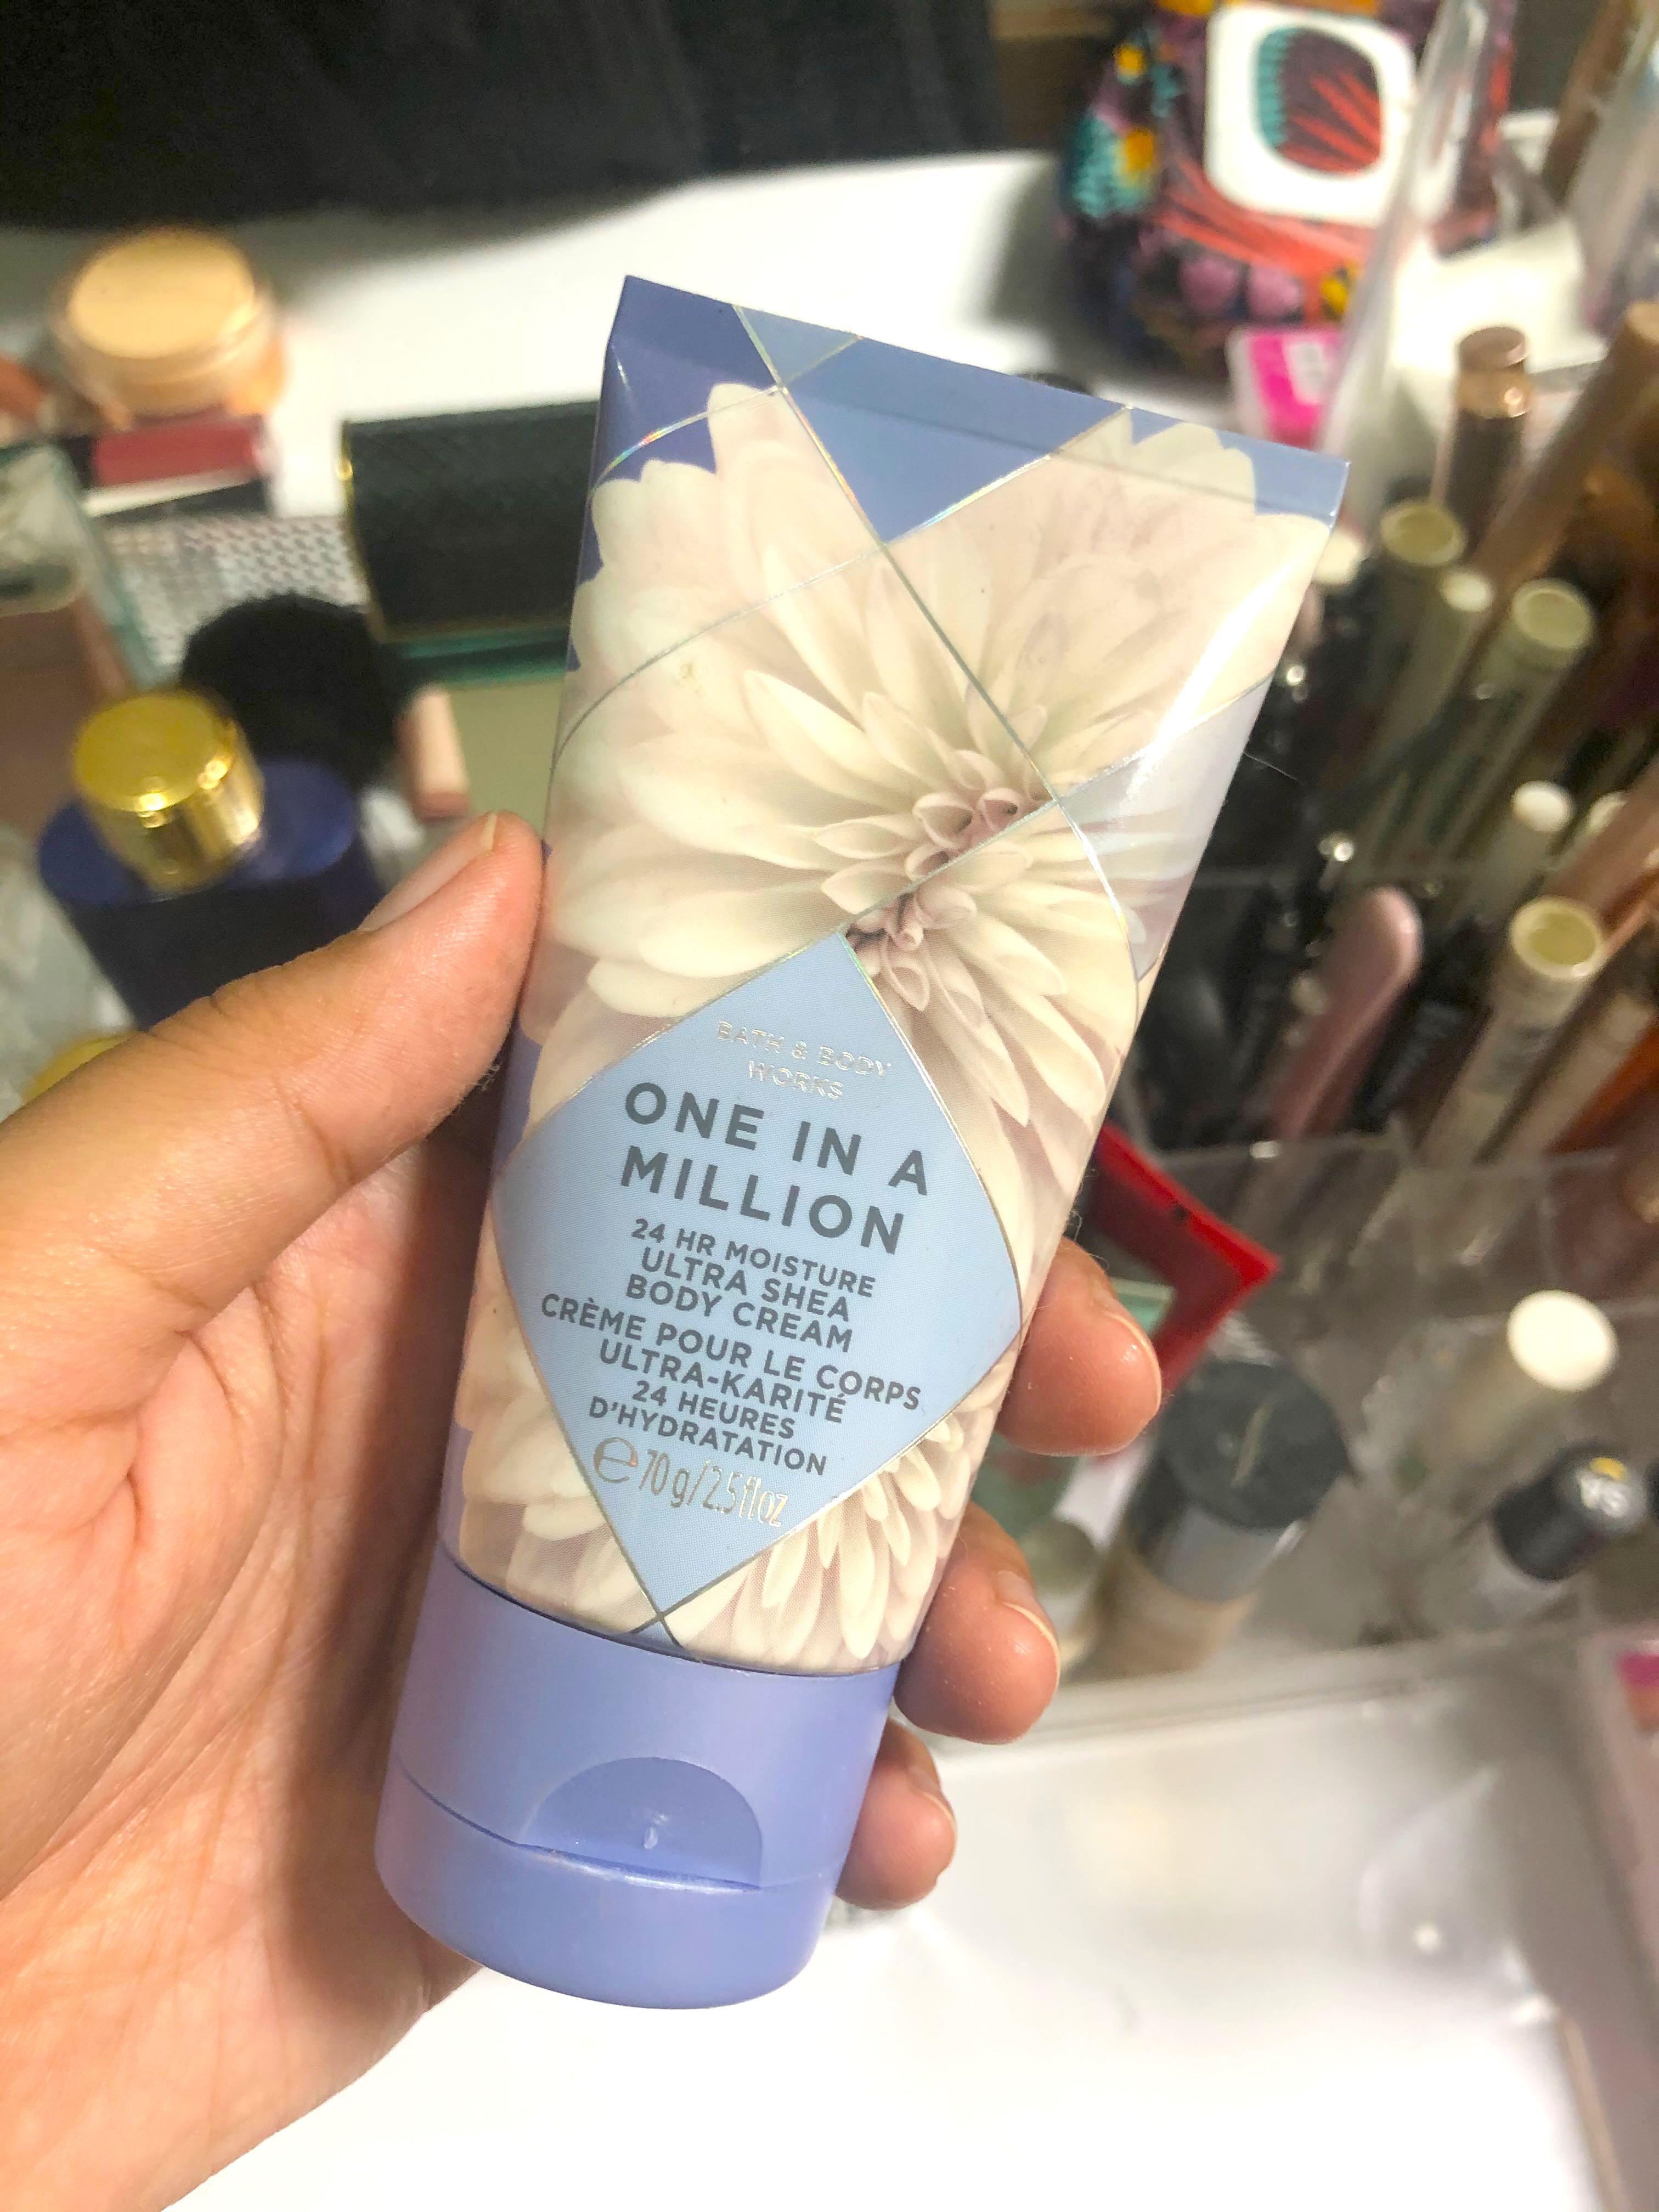 BATH & BODY
WORKS
ONE IN A
MILLION
24 HR MOISTURE
ULTRA SHEA
BODY CREAM
CRÈME POUR LE CORPS
ULTRA-KARITÉ
24 HEURES
D'HYDRATATION
℮ 70 g/2.5 fl oz